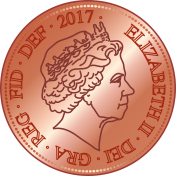 ELIZABETH II · DEI · GRA · REG · FID · DEF · 2017